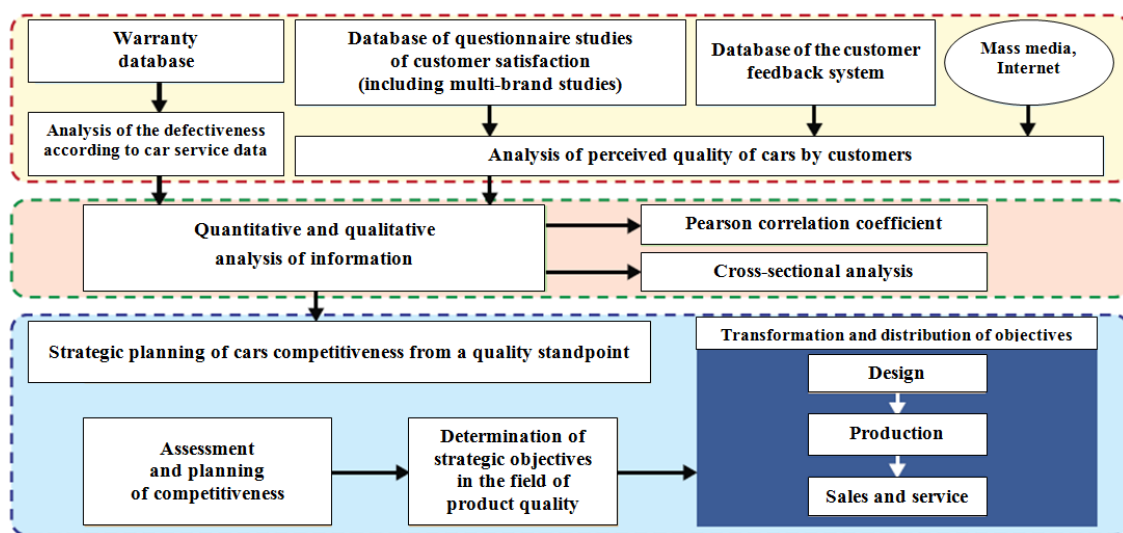 Warranty
database
Database of questionnaire studies
of customer satisfaction
(including multi-brand studies)
Database of the customer
feedback system
Mass media,
Internet
Analysis of the defectiveness
according to car service data
Analysis of perceived quality of cars by customers
Quantitative and qualitative
analysis of information
Pearson correlation coefficient
Cross-sectional analysis
Strategic planning of cars competitiveness from a quality standpoint
Transformation and distribution of objectives
Design
Production
Sales and service
Assessment
and planning
of competitiveness
Determination of
strategic objectives
in the field of
product quality